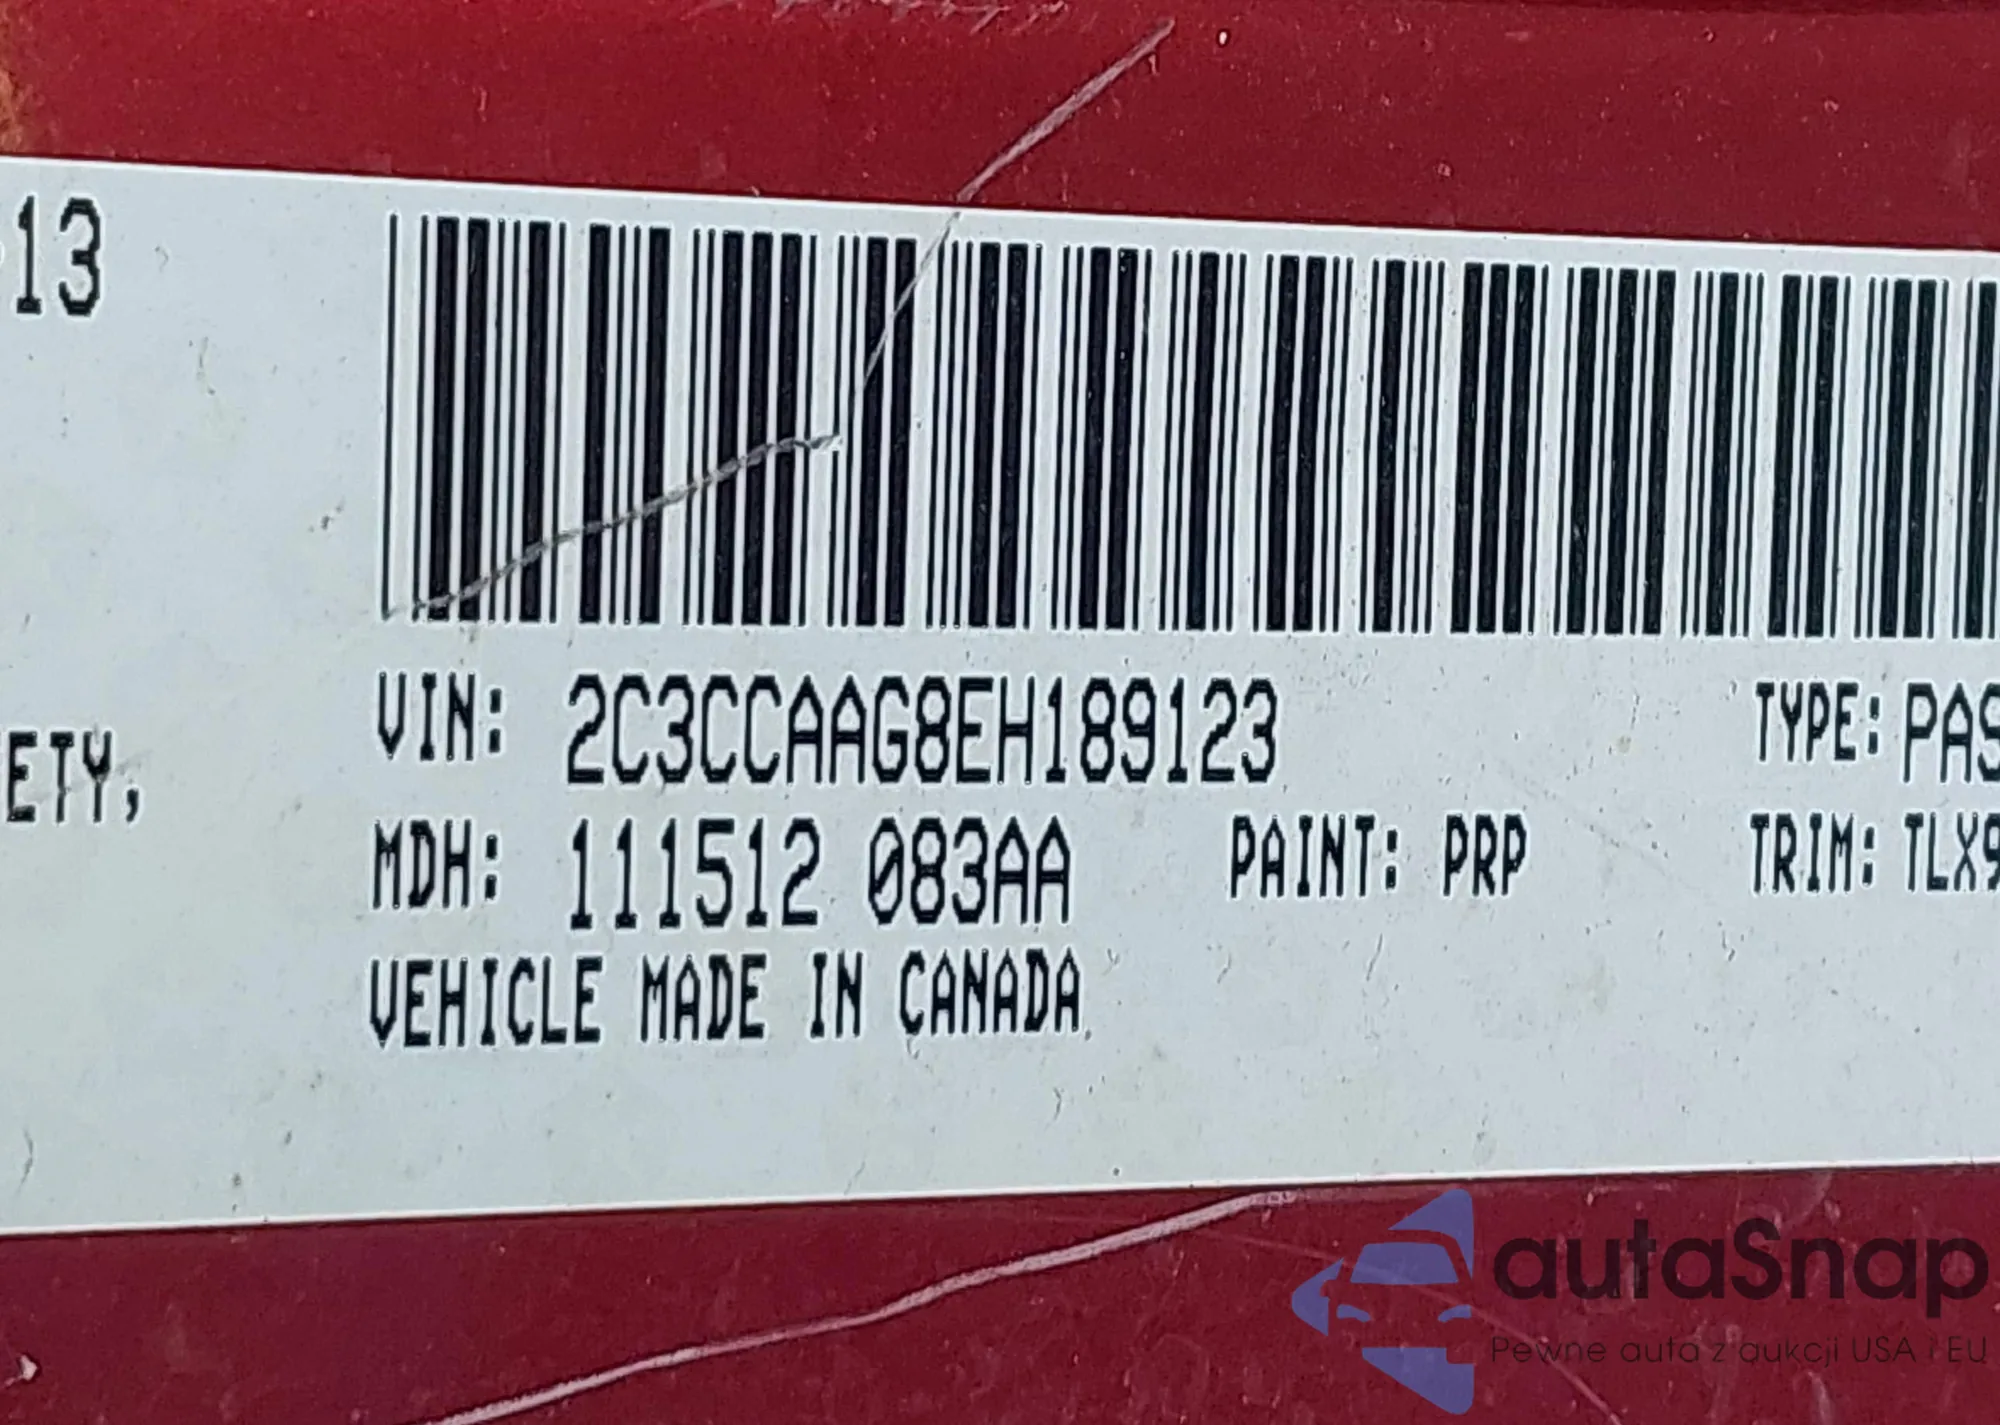 -13
ETY,
VIN: 2C3CCAAG8EH189123
TYPE: PAS
MDH: 111512 083AA
PAINT: PRP
TRIM: TLX9
VEHICLE MADE IN CANADA
autaSnap
Pewne auta z aukcji USA i EU